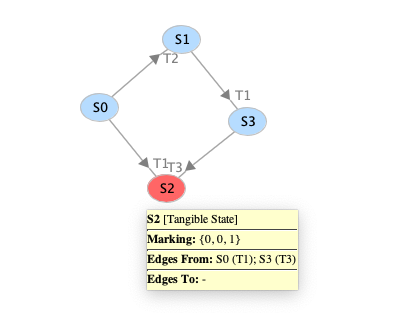 S1
T2
T1
S0
S3
T1
T3
S2
S2 [Tangible State]
Marking: {0, 0, 1}
Edges From: S0 (T1); S3 (T3)
Edges To: -